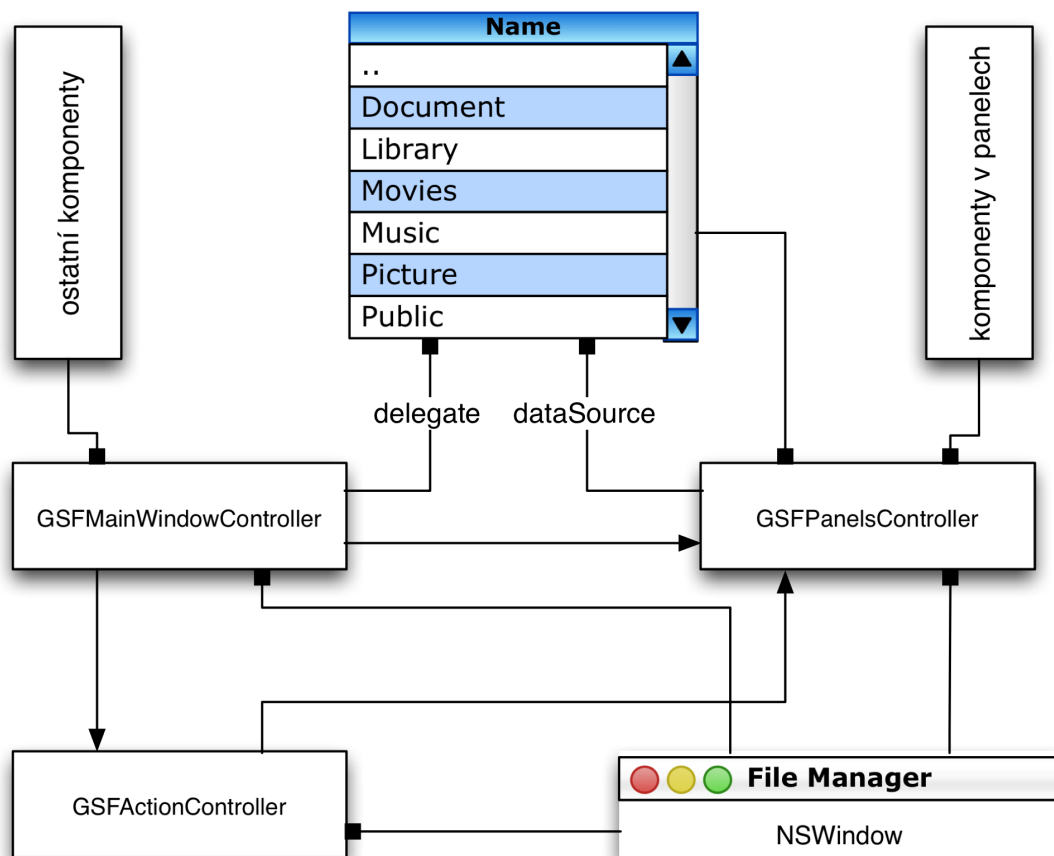 ostatní komponenty
Name
..
Document
Library
Movies
Music
Picture
Public
komponenty v panelech
delegate
dataSource
GSFMainWindowController
GSFPanelsController
GSFActionController
File Manager
NSWindow